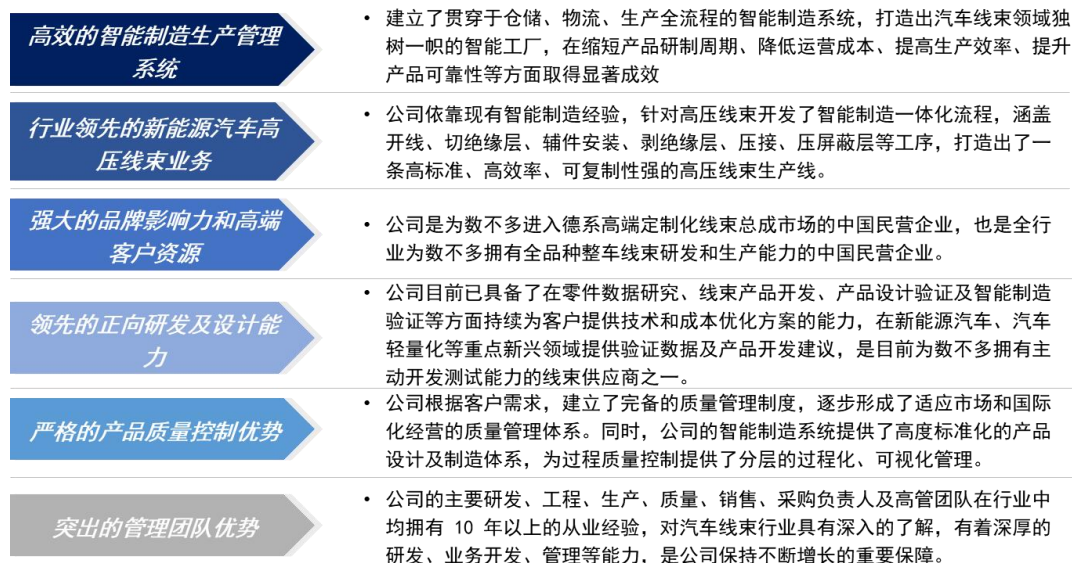 高效的智能制造生产管理
系统
• 建立了贯穿于仓储、物流、生产全流程的智能制造系统，打造出汽车线束领域独
树一帜的智能工厂，在缩短产品研制周期、降低运营成本、提高生产效率、提升
产品可靠性等方面取得显著成效
行业领先的新能源汽车高
压线束业务
• 公司依靠现有智能制造经验，针对高压线束开发了智能制造一体化流程，涵盖
开线、切绝缘层、辅件安装、剥绝缘层、压接、压屏蔽层等工序，打造出了一
条高标准、高效率、可复制性强的高压线束生产线。
强大的品牌影响力和高端
客户资源
• 公司是为数不多进入德系高端定制化线束总成市场的中国民营企业，也是全行
业为数不多拥有全品种整车线束研发和生产能力的中国民营企业。
领先的正向研发及设计能
力
• 公司目前已具备了在零件数据研究、线束产品开发、产品设计验证及智能制造
验证等方面持续为客户提供技术和成本优化方案的能力，在新能源汽车、汽车
轻量化等重点新兴领域提供验证数据及产品开发建议，是目前为数不多拥有主
动开发测试能力的线束供应商之一。
严格的产品质量控制优势
• 公司根据客户需求，建立了完备的质量管理制度，逐步形成了适应市场和国际
化经营的质量管理体系。同时，公司的智能制造系统提供了高度标准化的产品
设计及制造体系，为过程质量控制提供了分层的过程化、可视化管理。
突出的管理团队优势
• 公司的主要研发、工程、生产、质量、销售、采购负责人及高管团队在行业中
均拥有 10 年以上的从业经验，对汽车线束行业具有深入的了解，有着深厚的
研发、业务开发、管理等能力，是公司保持不断增长的重要保障。